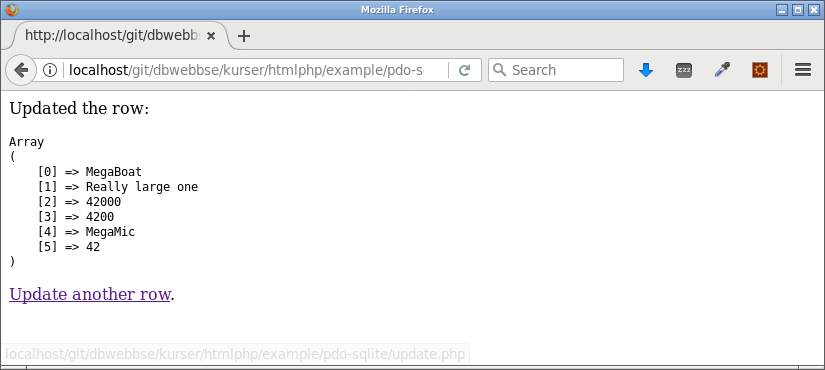 Mozilla Firefox
http://localhost/git/dbwebb
localhost/git/dbwebbse/kurser/htmlphp/example/pdo-s
Search
zzz
Updated the row:
Array
(
[0] => MegaBoat
[1] => Really large one
[2] => 42000
[3] => 4200
[4] => MegaMic
[5] => 42
)
Update another row.
localhost/git/dbwebbse/kurser/htmlphp/example/pdo-sqlite/update.php